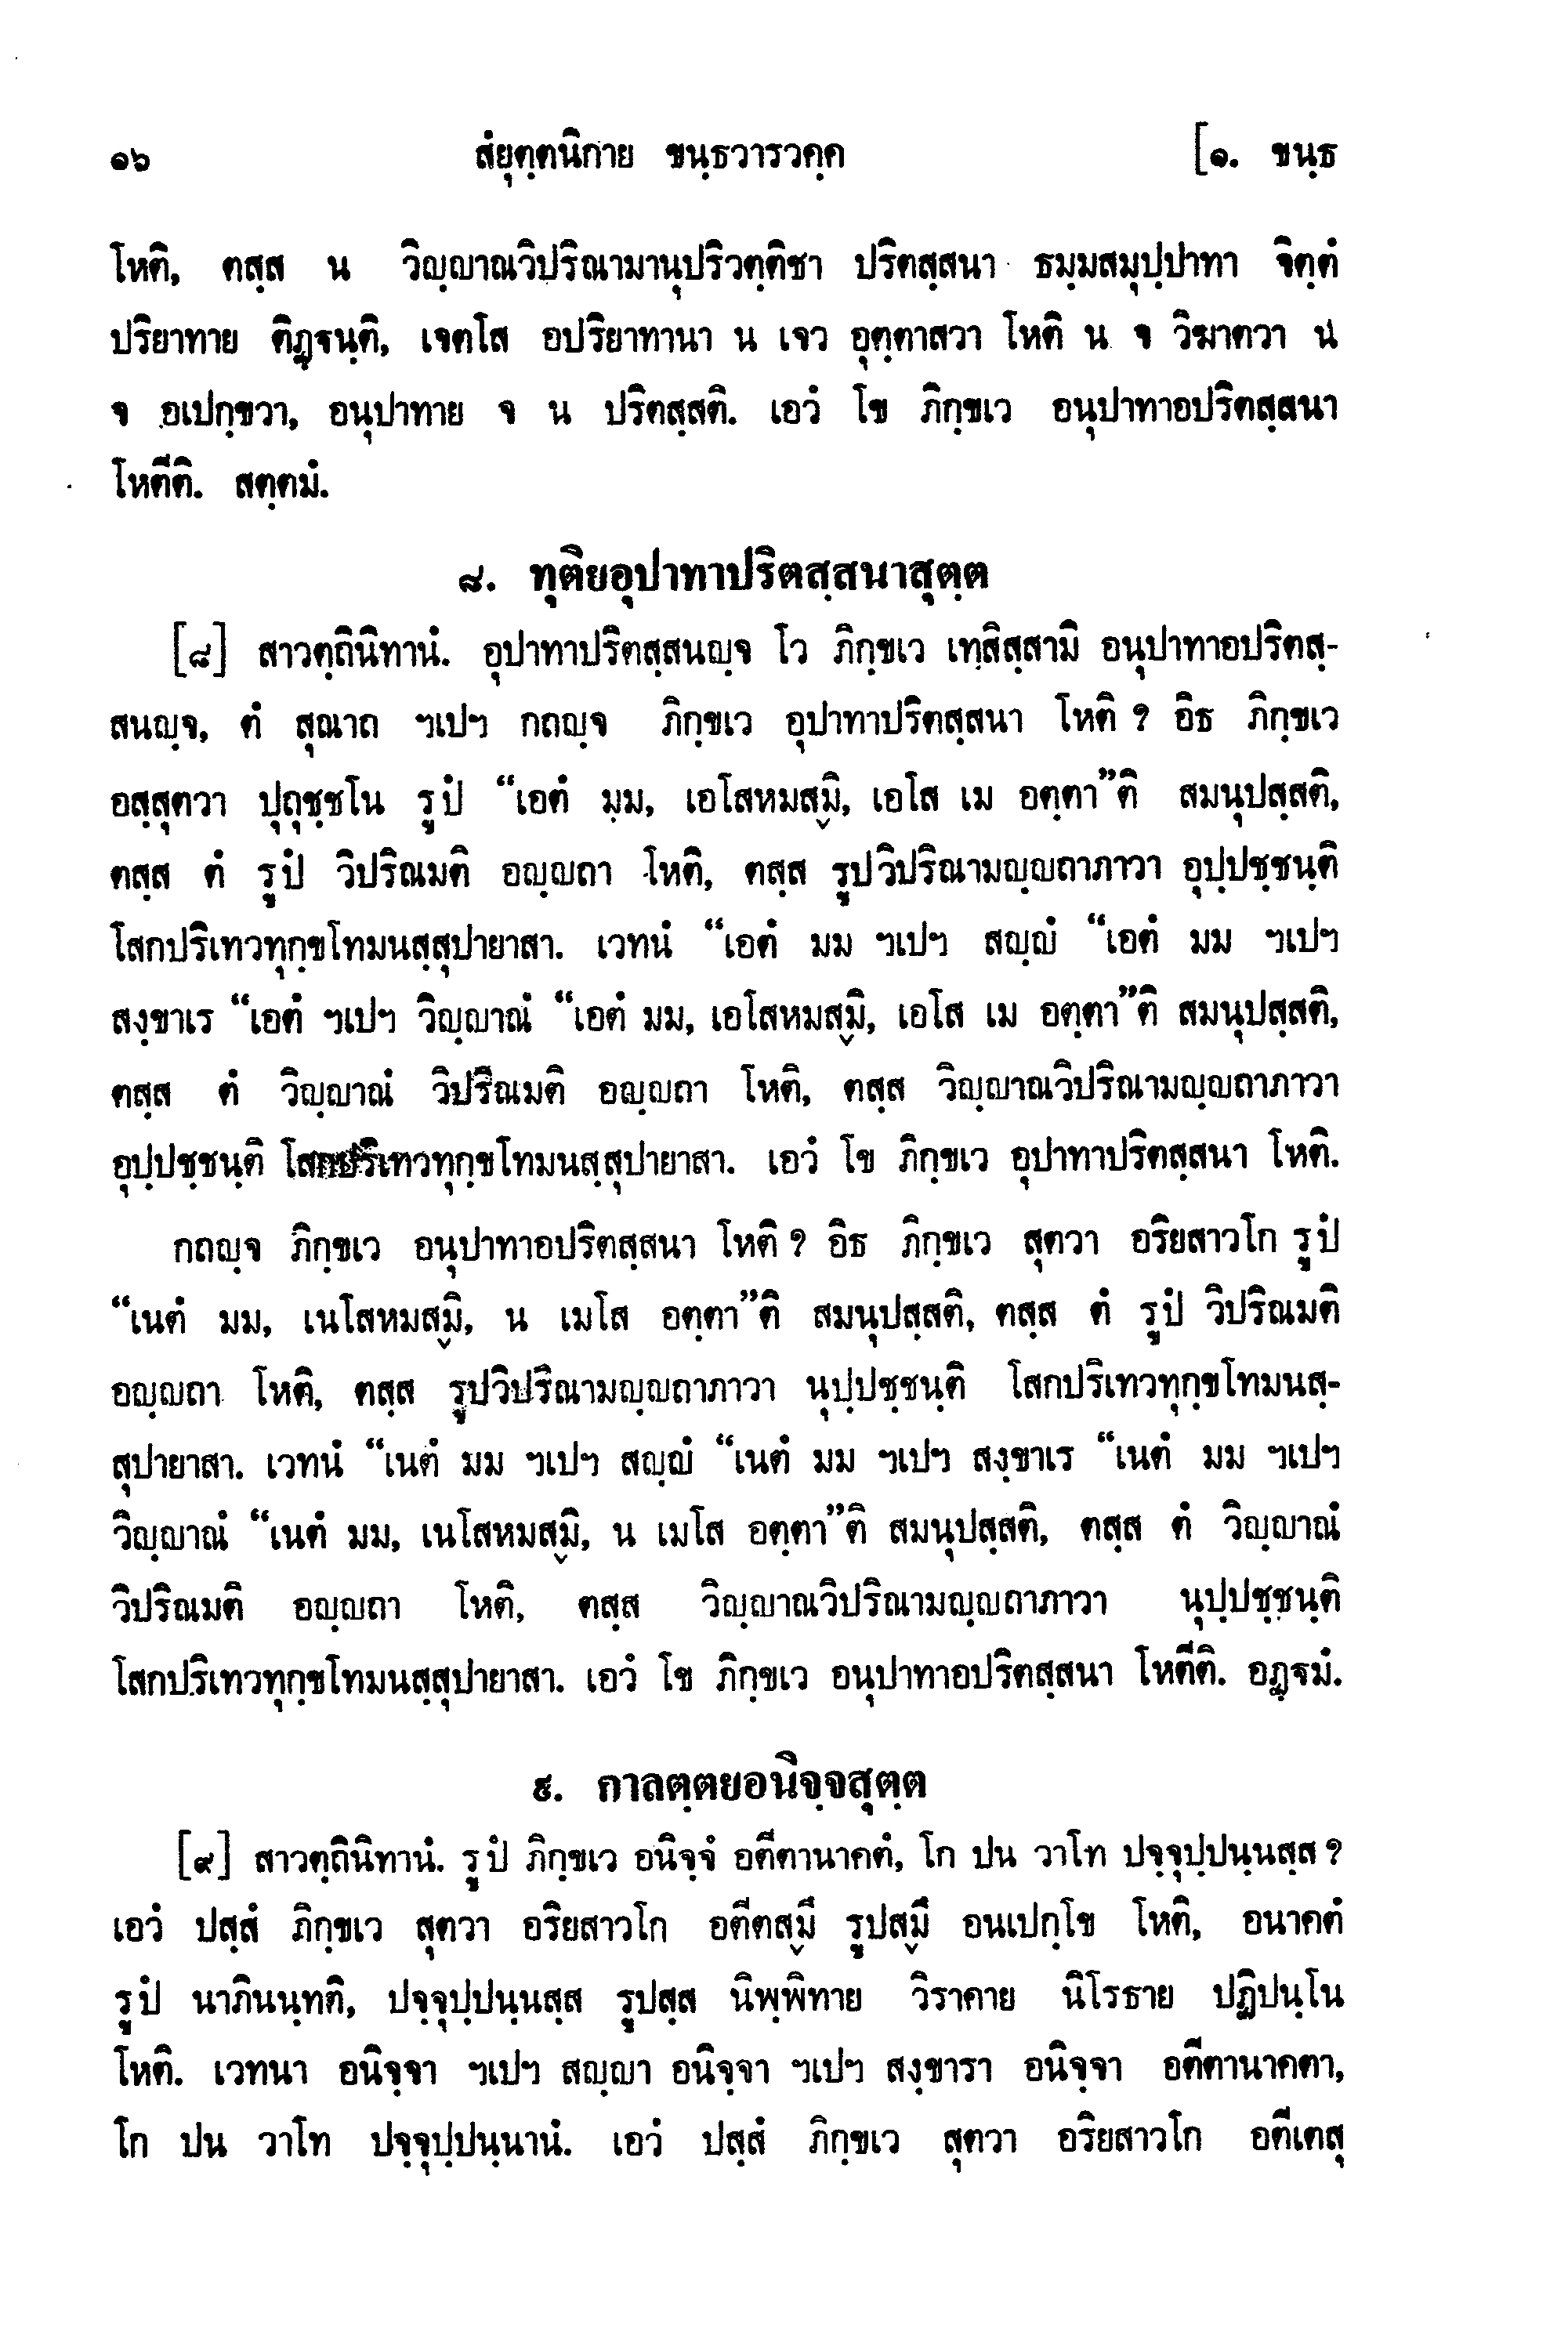 ๑๖ สํยุตฺตนิกาย ขนฺธวารวคฺค [๑. ขนฺธ
โหติ, ตสฺส น วิญฺญาณวิปริณามานุปริวตฺติชา ปริตสฺสนา ธมฺมสมุปฺปาทา จิตฺตํ
ปริยาทาย ติฏฺฐนฺติ, เจตโส อปริยาทานา น เจว อุตฺตาสวา โหติ น จ วิฆาตวา น
จ อเปกฺขวา, อนุปาทาย จ น ปริตสฺสติ. เอวํ โข ภิกฺขเว อนุปาทาอปริตสฺสนา
โหตีติ. สตฺตมํ.
๘. ทุติยอุปาทาปริตสฺสนาสุตฺต
[๘] สาวตฺถินิทานํ. อุปาทาปริตสฺสนญฺจ โว ภิกฺขเว เทสิสฺสามิ อนุปาทาอปริตสฺ-
สนญฺจ, ตํ สุณาถ ฯเปฯ กถญฺจ ภิกฺขเว อุปาทาปริตสฺสนา โหติ ? อิธ ภิกฺขเว
อสฺสุตวา ปุถุชฺชโน รูปํ “เอตํ มม, เอโสหมสฺมิ, เอโส เม อตฺตา”ติ สมนุปสฺสติ,
ตสฺส ตํ รูปํ วิปริณมติ อญฺญถา โหติ, ตสฺส รูปวิปริณามญฺญถาภาวา อุปฺปชฺชนฺติ
โสกปริเทวทุกฺขโทมนสฺสุปายาสา. เวทนํ “เอตํ มม ฯเปฯ สญฺญํ “เอตํ มม ฯเปฯ
สงฺขาเร “เอตํ ฯเปฯ วิญฺญาณํ “เอตํ มม, เอโสหมสฺมิ, เอโส เม อตฺตา”ติ สมนุปสฺสติ,
ตสฺส ตํ วิญฺญาณํ วิปริณมติ อญฺญถา โหติ, ตสฺส วิญฺญาณวิปริณามญฺญถาภาวา
อุปฺปชฺชนฺติ โสกปริเทวทุกฺขโทมนสฺสุปายาสา. เอวํ โข ภิกฺขเว อุปาทาปริตสฺสนา โหติ.
กถญฺจ ภิกฺขเว อนุปาทาอปริตสฺสนา โหติ ? อิธ ภิกฺขเว สุตวา อริยสาวโก รูปํ
“เนตํ มม, เนโสหมสฺมิ, น เมโส อตฺตา”ติ สมนุปสฺสติ, ตสฺส ตํ รูปํ วิปริณมติ
อญฺญถา โหติ, ตสฺส รูปวิปริณามญฺญถาภาวา นุปฺปชฺชนฺติ โสกปริเทวทุกฺขโทมนสฺ-
สุปายาสา. เวทนํ “เนตํ มม ฯเปฯ สญฺญํ “เนตํ มม ฯเปฯ สงฺขาเร “เนตํ มม ฯเปฯ
วิญฺญาณํ “เนตํ มม, เนโสหมสฺมิ, น เมโส อตฺตา”ติ สมนุปสฺสติ, ตสฺส ตํ วิญฺญาณํ
วิปริณมติ อญฺญถา โหติ, ตสฺส วิญฺญาณวิปริณามญฺญถาภาวา นุปฺปชฺชนฺติ
โสกปริเทวทุกฺขโทมนสฺสุปายาสา. เอวํ โข ภิกฺขเว อนุปาทาอปริตสฺสนา โหตีติ. อฏฺฐมํ.
๙. กาลตฺตยอนิจฺจสุตฺต
[๙] สาวตฺถินิทานํ. รูปํ ภิกฺขเว อนิจฺจํ อตีตานาคตํ, โก ปน วาโท ปจฺจุปฺปนฺนสฺส ?
เอวํ ปสฺสํ ภิกฺขเว สุตวา อริยสาวโก อตีตสฺมึ รูปสฺมึ อนเปกฺโข โหติ, อนาคตํ
รูปํ นาภินนฺทติ, ปจฺจุปฺปนฺนสฺส รูปสฺส นิพฺพิทาย วิราคาย นิโรธาย ปฏิปนฺโน
โหติ. เวทนา อนิจฺจา ฯเปฯ สญฺญา อนิจฺจา ฯเปฯ สงฺขารา อนิจฺจา อตีตานาคตา,
โก ปน วาโท ปจฺจุปฺปนฺนานํ. เอวํ ปสฺสํ ภิกฺขเว สุตวา อริยสาวโก อตีเตสุ